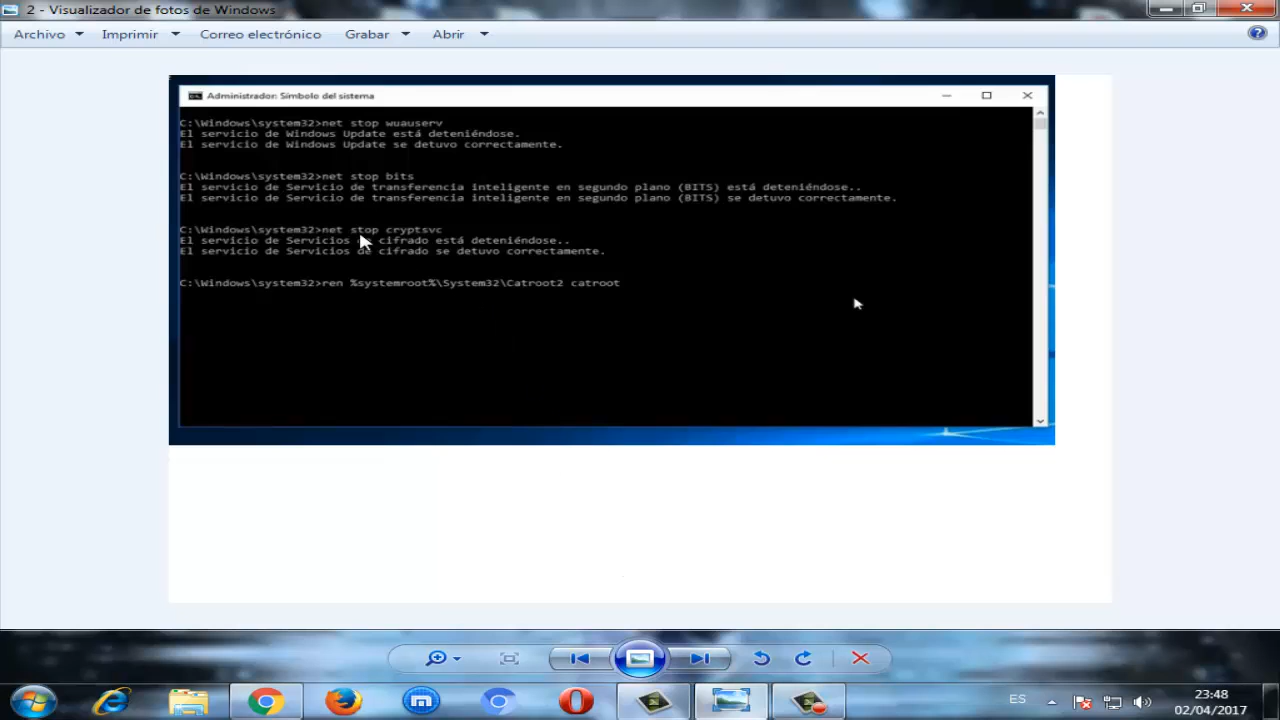 2 - Visualizador de fotos de Windows
Archivo Imprimir Correo electrónico Grabar Abrir
Administrador: Símbolo del sistema
C:\Windows\system32>net stop wuauserv
El servicio de Windows Update está deteniéndose.
El servicio de Windows Update se detuvo correctamente.
C:\Windows\system32>net stop bits
El servicio de Servicio de transferencia inteligente en segundo plano (BITS) está deteniéndose..
El servicio de Servicio de transferencia inteligente en segundo plano (BITS) se detuvo correctamente.
C:\Windows\system32>net stop cryptsvc
El servicio de Servicios de cifrado está deteniéndose..
El servicio de Servicios de cifrado se detuvo correctamente.
C:\Windows\system32>ren %systemroot%\System32\Catroot2 catroot
ES
23:48
02/04/2017